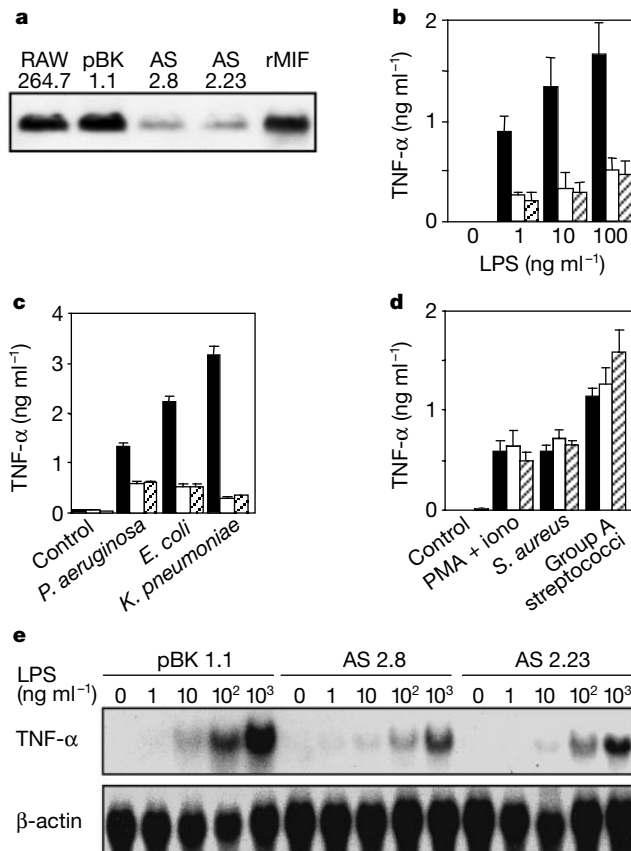 a
RAW pBK AS AS rMIF
264.7 1.1 2.8 2.23
b
TNF-α (ng ml⁻¹)
2
1
0
0 1 10 100
LPS (ng ml⁻¹)
c
TNF-α (ng ml⁻¹)
4
3
2
1
0
Control
P. aeruginosa
E. coli
K. pneumoniae
d
TNF-α (ng ml⁻¹)
2
1
0
Control
PMA + iono
S. aureus
Group A
streptococci
e
pBK 1.1 AS 2.8 AS 2.23
LPS
(ng ml⁻¹) 0 1 10 10² 10³ 0 1 10 10² 10³ 0 1 10 10² 10³
TNF-α
β-actin